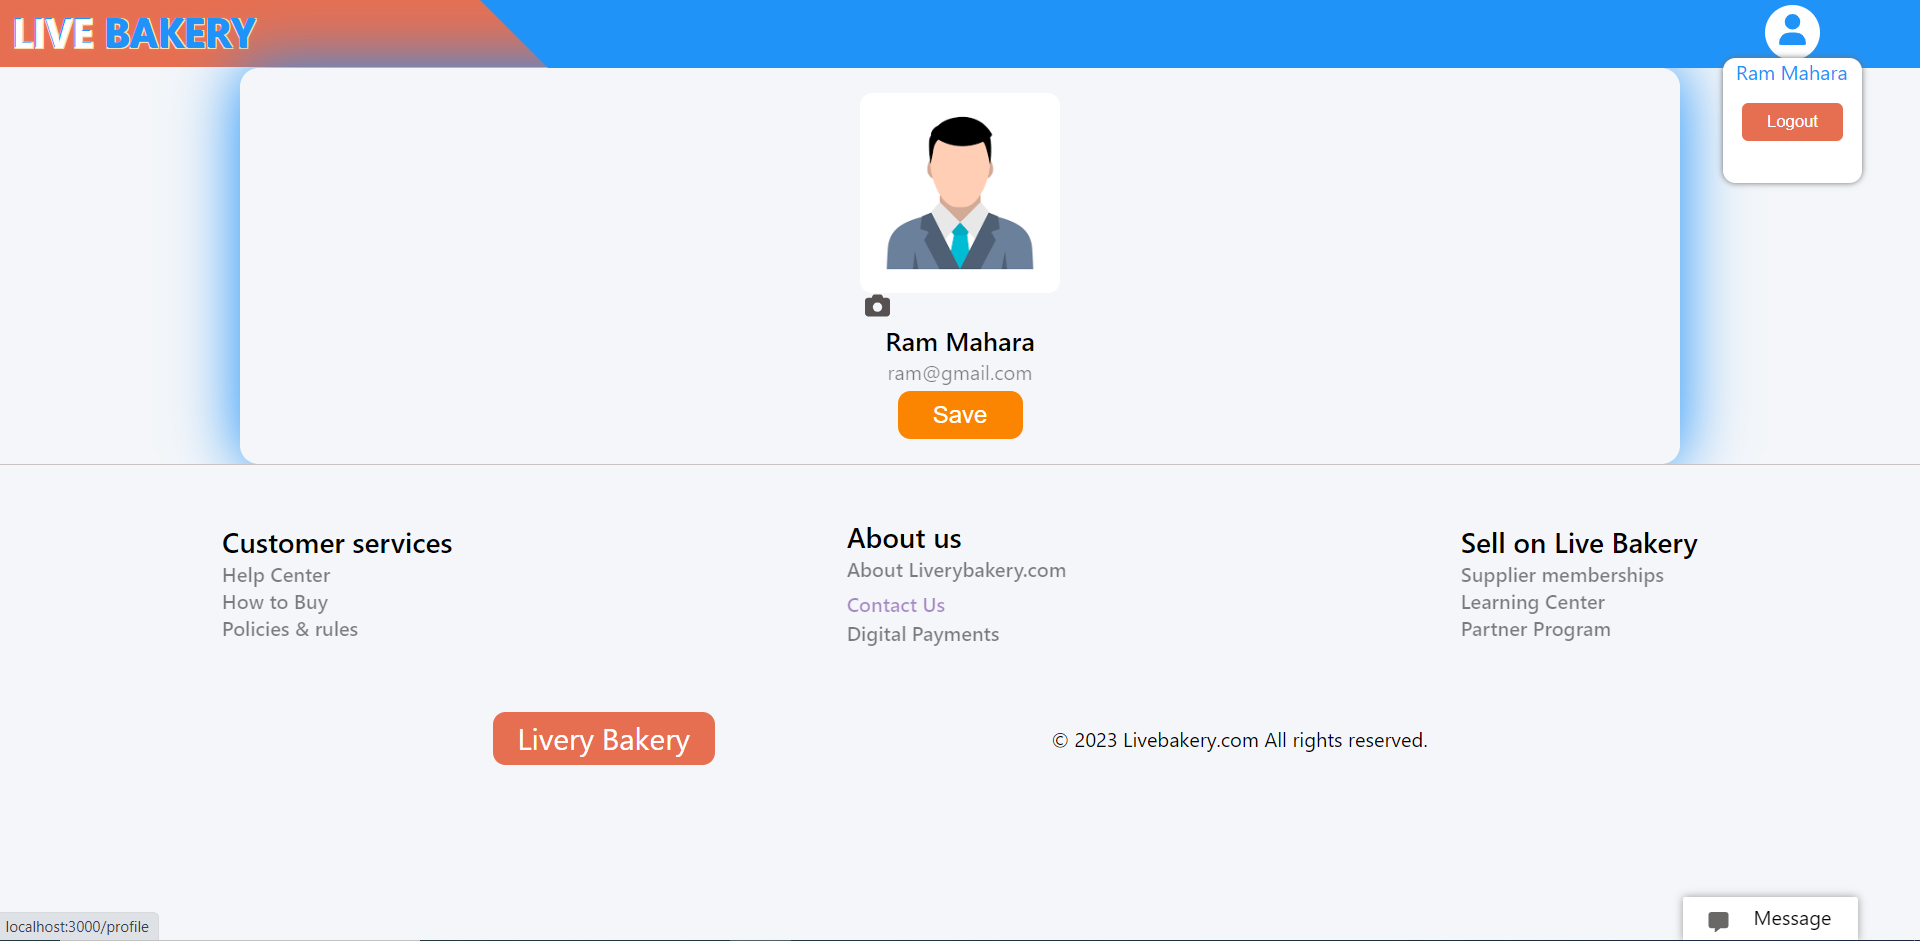 LIVE BAKERY
Ram Mahara
Logout
Ram Mahara
ram@gmail.com
Save
Customer services
Help Center
How to Buy
Policies & rules
About us
About Liverybakery.com
Contact Us
Digital Payments
Sell on Live Bakery
Supplier memberships
Learning Center
Partner Program
Livery Bakery
© 2023 Livebakery.com All rights reserved.
localhost:3000/profile
Message